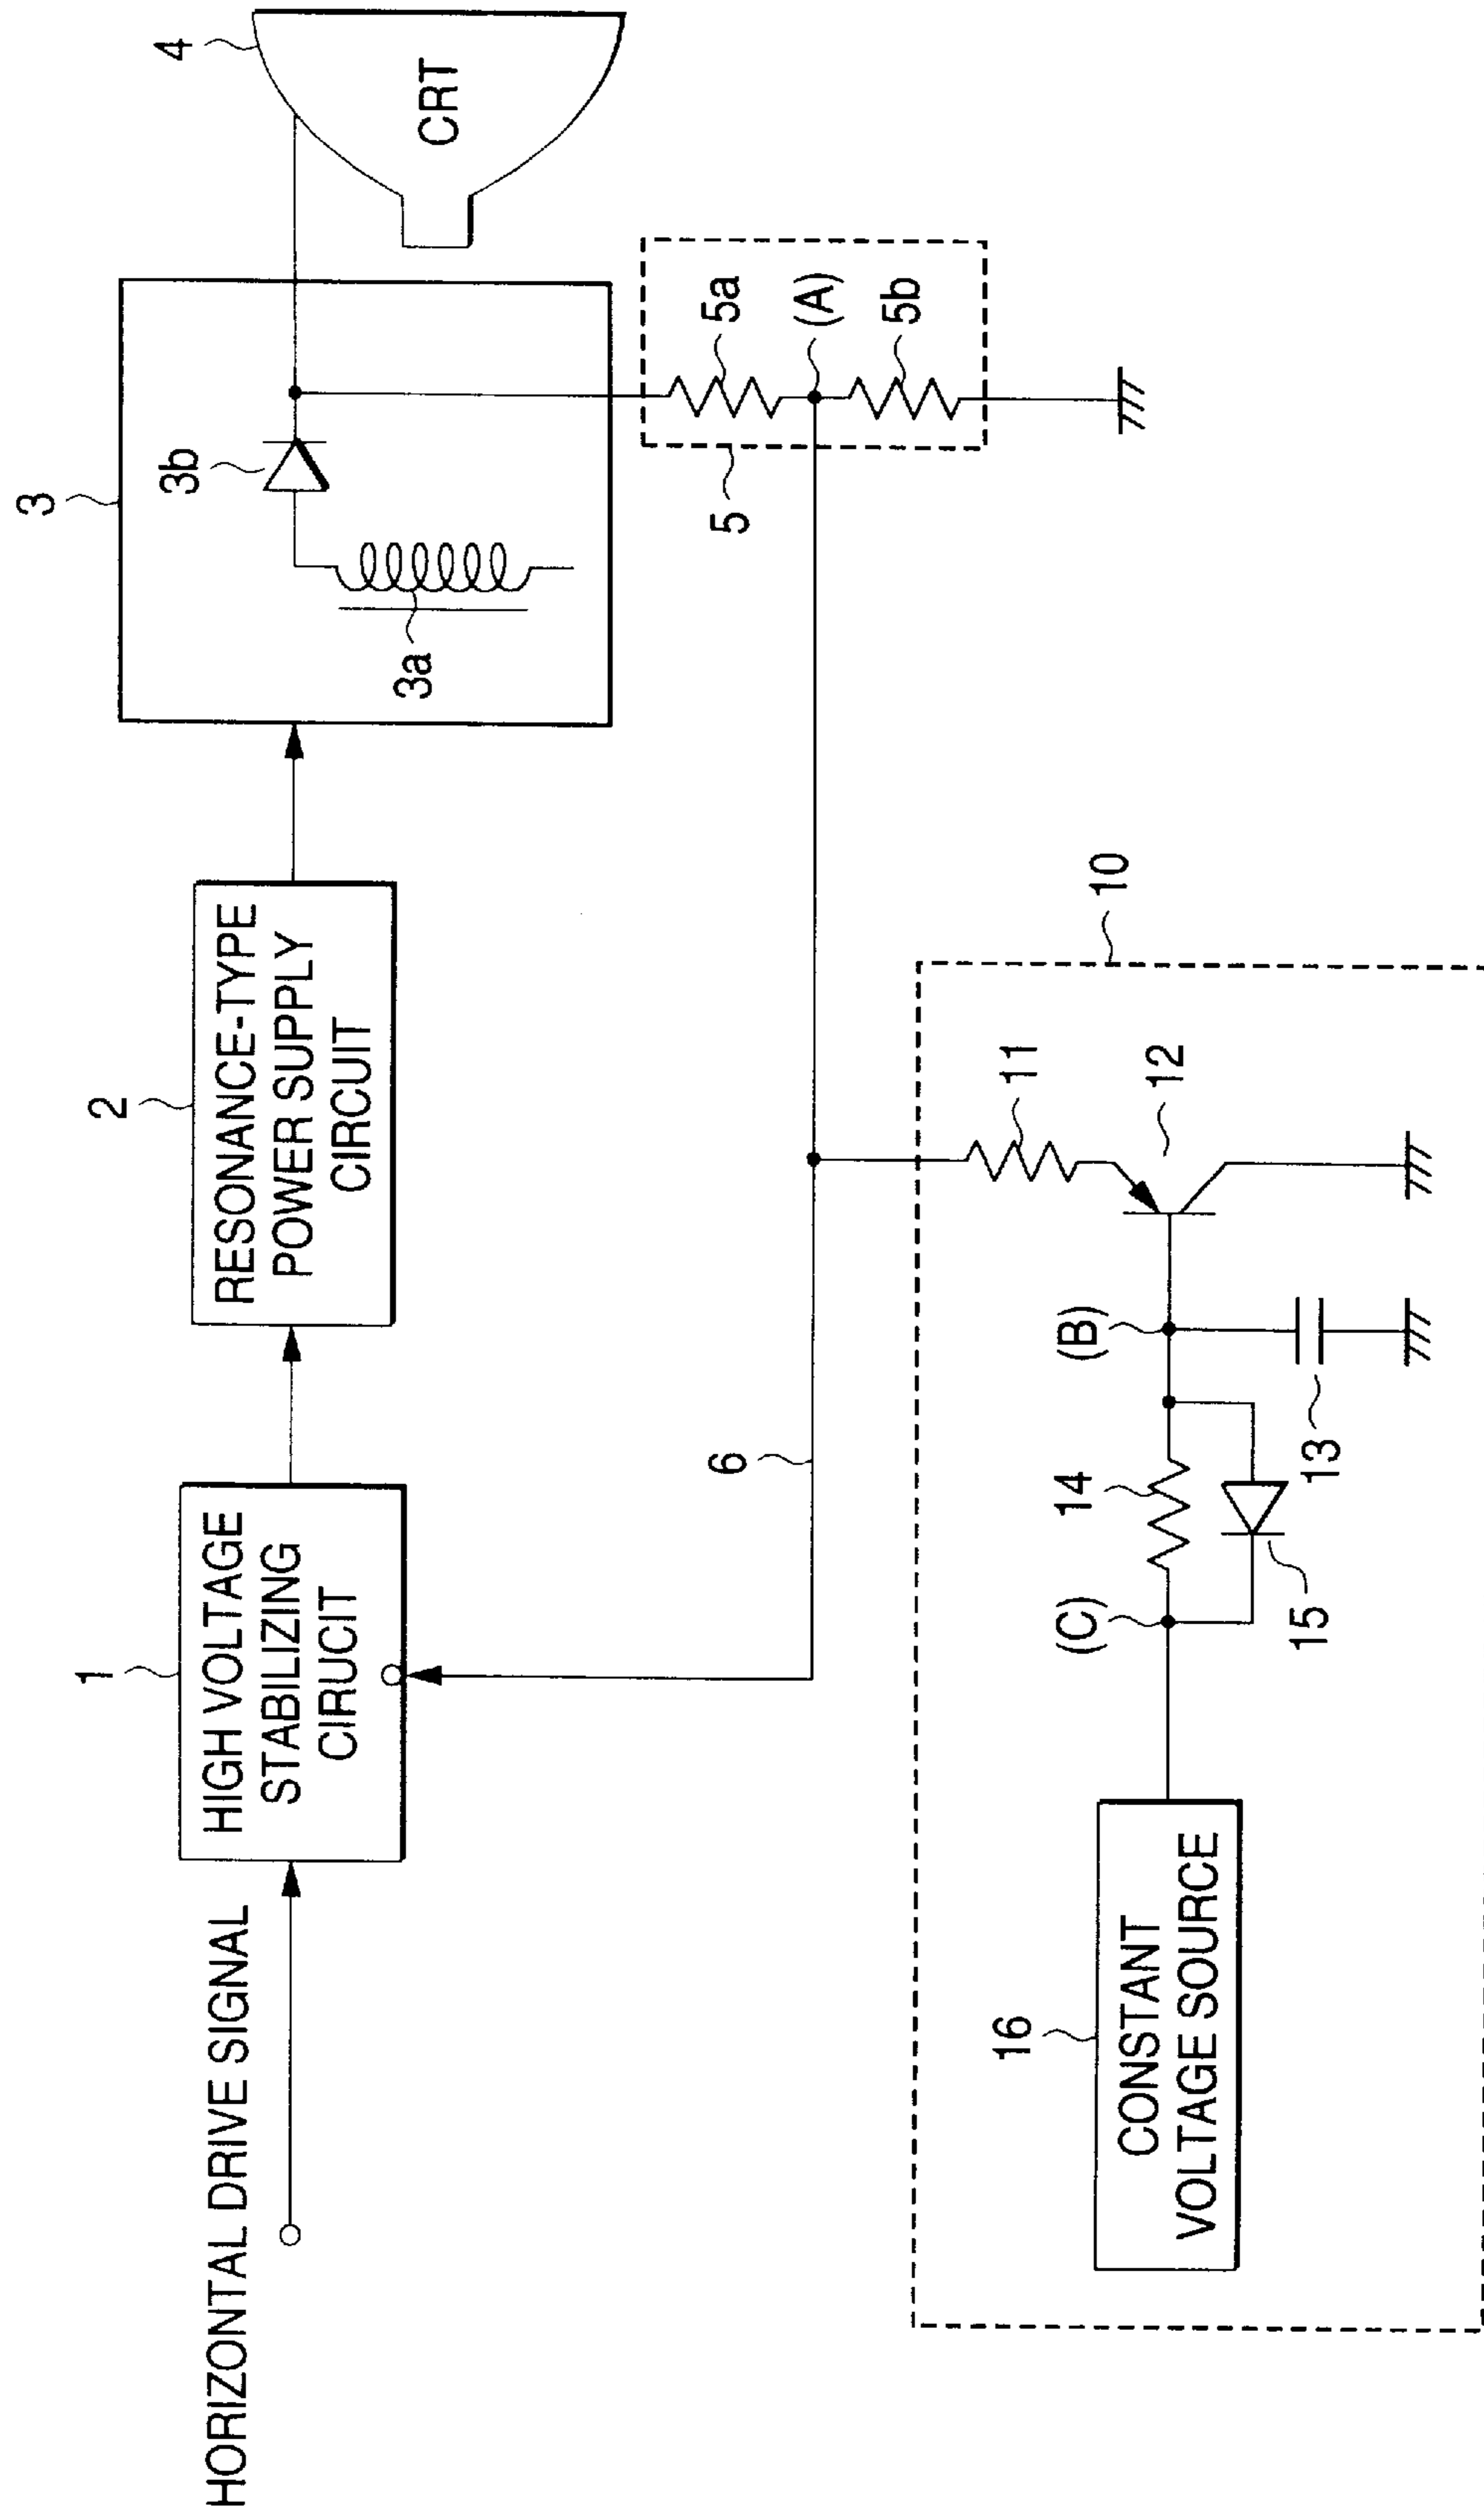 HORIZONTAL DRIVE SIGNAL
1
HIGH VOLTAGE
STABILIZING
CIRUCIT
2
RESONANCE-TYPE
POWER SUPPLY
CIRCUIT
3
3a
3b
4
CRT
5
5a
(A)
5b
6
10
11
12
(B)
13
14
(C)
15
16
CONSTANT
VOLTAGE SOURCE